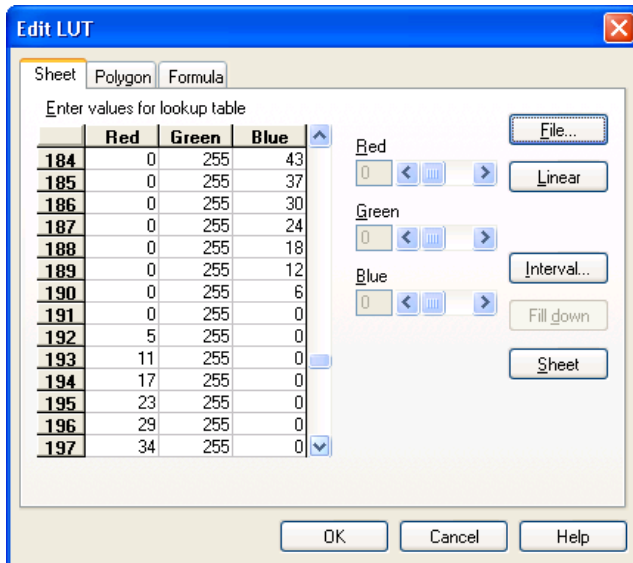 Edit LUT
Sheet Polygon Formula
Enter values for lookup table
Red Green Blue
184 0 255 43
185 0 255 37
186 0 255 30
187 0 255 24
188 0 255 18
189 0 255 12
190 0 255 6
191 0 255 0
192 5 255 0
193 11 255 0
194 17 255 0
195 23 255 0
196 29 255 0
197 34 255 0
Red
0
Green
0
Blue
0
File...
Linear
Interval...
Fill down
Sheet
OK Cancel Help